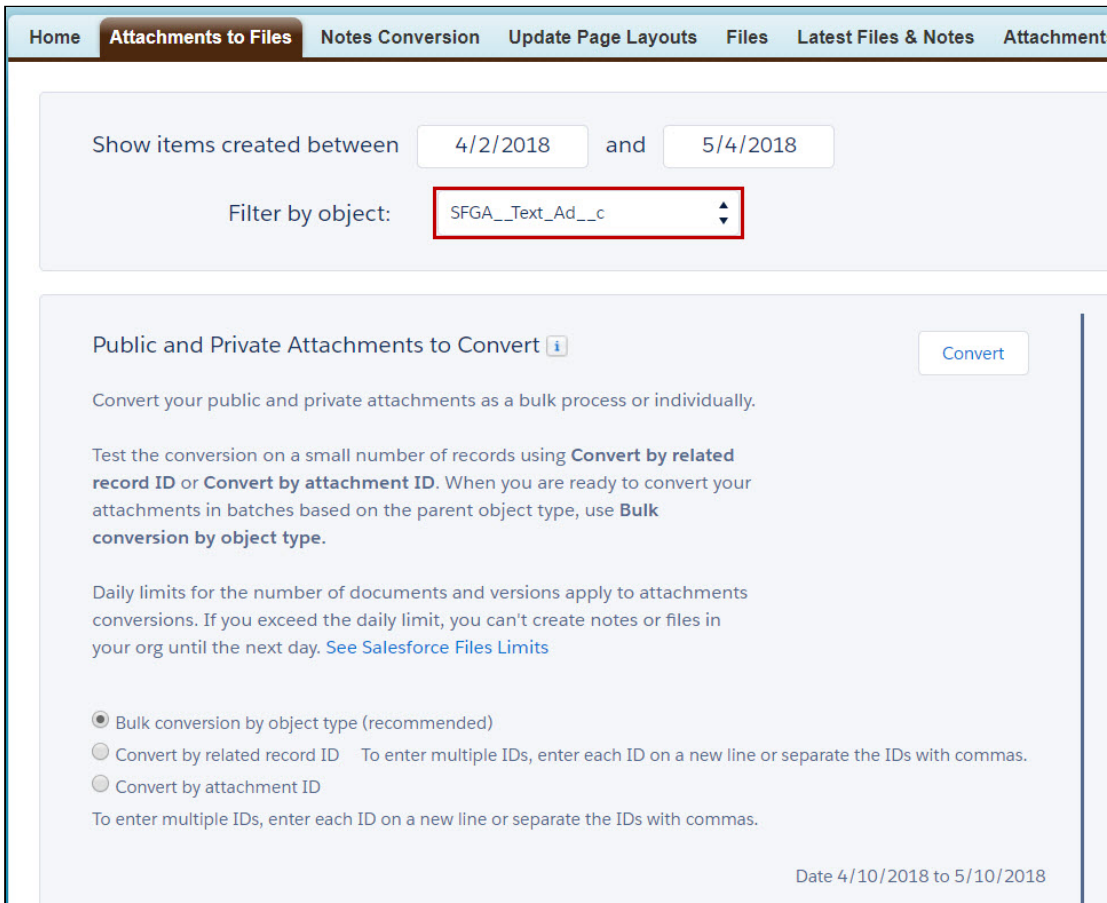 Home Attachments to Files Notes Conversion Update Page Layouts Files Latest Files & Notes Attachments
Show items created between 4/2/2018 and 5/4/2018
Filter by object: SFGA__Text_Ad__c
Public and Private Attachments to Convert i
Convert
Convert your public and private attachments as a bulk process or individually.
Test the conversion on a small number of records using Convert by related
record ID or Convert by attachment ID. When you are ready to convert your
attachments in batches based on the parent object type, use Bulk
conversion by object type.
Daily limits for the number of documents and versions apply to attachments
conversions. If you exceed the daily limit, you can't create notes or files in
your org until the next day. See Salesforce Files Limits
Bulk conversion by object type (recommended)
Convert by related record ID To enter multiple IDs, enter each ID on a new line or separate the IDs with commas.
Convert by attachment ID
To enter multiple IDs, enter each ID on a new line or separate the IDs with commas.
Date 4/10/2018 to 5/10/2018